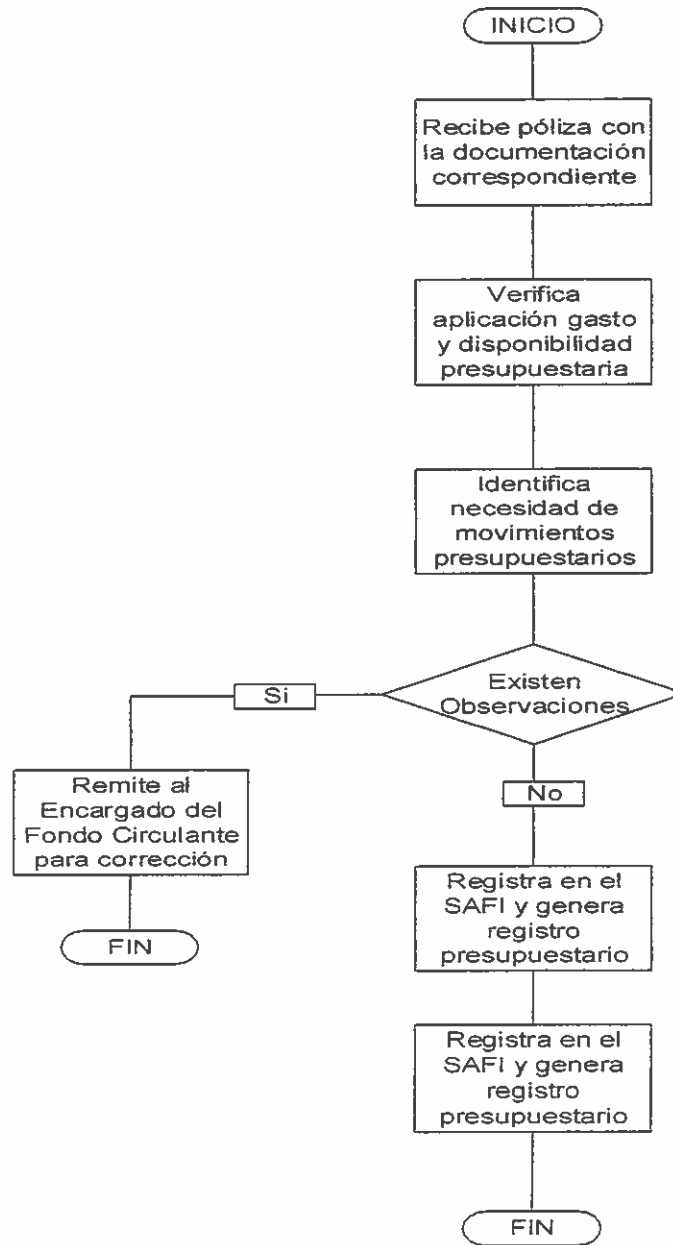 INICIO
Recibe póliza con
la documentación
correspondiente
Verifica
aplicación gasto
y disponibilidad
presupuestaria
Identifica
necesidad de
movimientos
presupuestarios
Existen
Observaciones
Si
No
Remite al
Encargado del
Fondo Circulante
para corrección
FIN
Registra en el
SAFI y genera
registro
presupuestario
Registra en el
SAFI y genera
registro
presupuestario
FIN